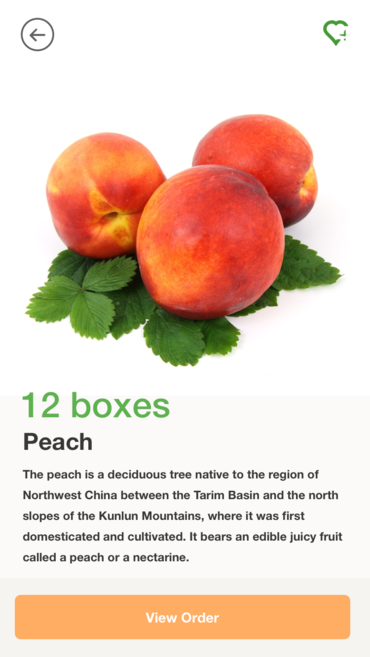 12 boxes
Peach
The peach is a deciduous tree native to the region of
Northwest China between the Tarim Basin and the north
slopes of the Kunlun Mountains, where it was first
domesticated and cultivated. It bears an edible juicy fruit
called a peach or a nectarine.
View Order